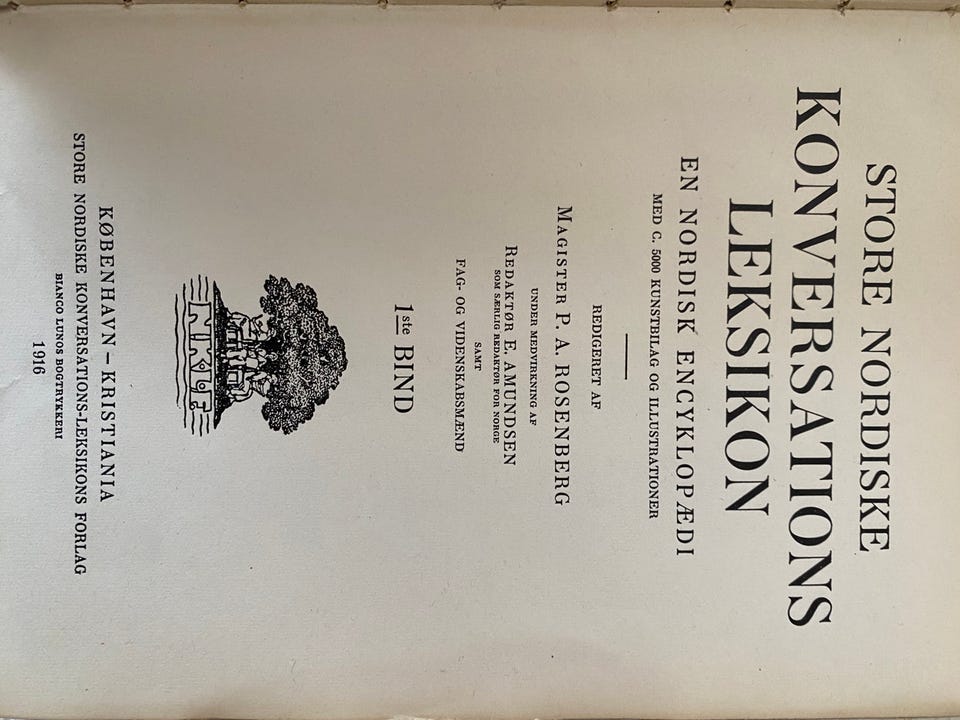 STORE NORDISKE
KONVERSATIONS
LEKSIKON
EN NORDISK ENCYKLOPÆDI
MED C. 5000 KUNSTBILAG OG ILLUSTRATIONER
REDIGERET AF
MAGISTER P. A. ROSENBERG
UNDER MEDVIRKNING AF
REDAKTØR E. AMUNDSEN
SOM SÆRLIG REDAKTØR FOR NORGE
SAMT
FAG- OG VIDENSKABSMÆND
1ste BIND
KØBENHAVN – KRISTIANIA
STORE NORDISKE KONVERSATIONS-LEKSIKONS FORLAG
BIANCO LUNOS BOGTRYKKERI
1916